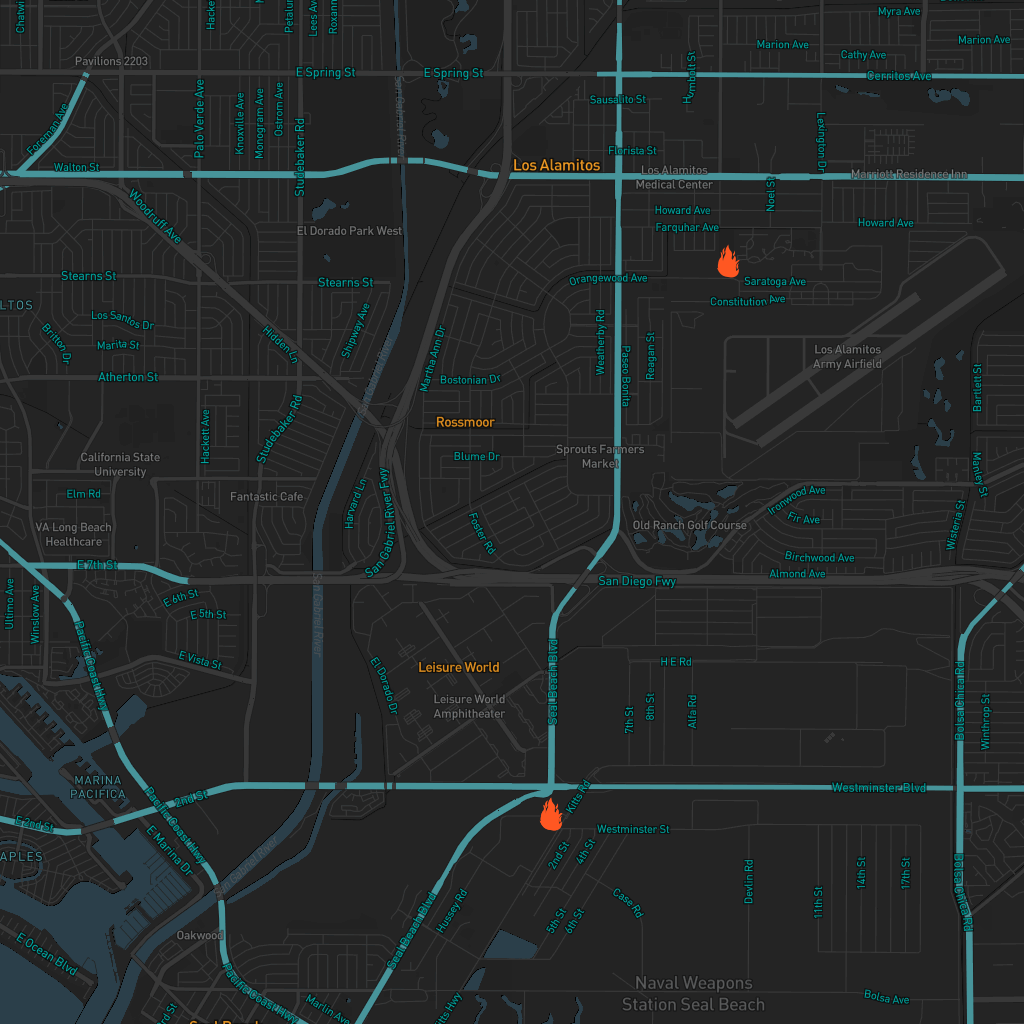 Myra Ave
Marion Ave
Marion Ave
Cathy Ave
Pavilions 2203
E Spring St
E Spring St
Cerritos Ave
Humbolt St
Sausalito St
Palo Verde Ave
Knoxville Ave
Monogram Ave
Ostrom Ave
Studebaker Rd
Foreman Ave
Lexington Dr
Florista St
Walton St
Los Alamitos
Los Alamitos
Medical Center
Marriott Residence Inn
Noel St
Woodruff Ave
Howard Ave
Howard Ave
Farquhar Ave
El Dorado Park West
Stearns St
Stearns St
Orangewood Ave
Saratoga Ave
Constitution Ave
Los Santos Dr
Marita St
Britton Dr
Hidden Ln
Shipway Ave
Martha Ann Dr
Weatherby Rd
Paseo Bonita
Reagan St
Los Alamitos
Army Airfield
Atherton St
Bostonian Dr
Bartlett St
Hackett Ave
Studebaker Rd
Rossmoor
California State
University
Blume Dr
Sprouts Farmers
Market
Manley St
Elm Rd
Fantastic Cafe
Harvard Ln
San Gabriel River Fwy
Foster Rd
Ironwood Ave
Fir Ave
Old Ranch Golf Course
Wisteria St
VA Long Beach
Healthcare
E 7th St
Birchwood Ave
Almond Ave
San Diego Fwy
Ultimo Ave
Winslow Ave
E 6th St
E 5th St
San Gabriel River
Pacific Coast Hwy
E Vista St
El Dorado Dr
Leisure World
Leisure World
Amphitheater
Seal Beach Blvd
H E Rd
7th St
8th St
Alfa Rd
Bolsa Chica Rd
Winthrop St
MARINA
PACIFICA
2nd St
Westminster Blvd
E 2nd St
Pacific Coast Hwy
E Marina Dr
Kitts Rd
Westminster St
2nd St
4th St
Devlin Rd
14th St
17th St
11th St
Bolsa Chica Rd
Case Rd
5th St
6th St
Hussey Rd
Seal Beach Blvd
Oakwood
E Ocean Blvd
Pacific Coast Hwy
Marlin Ave
Naval Weapons
Station Seal Beach
Bolsa Ave